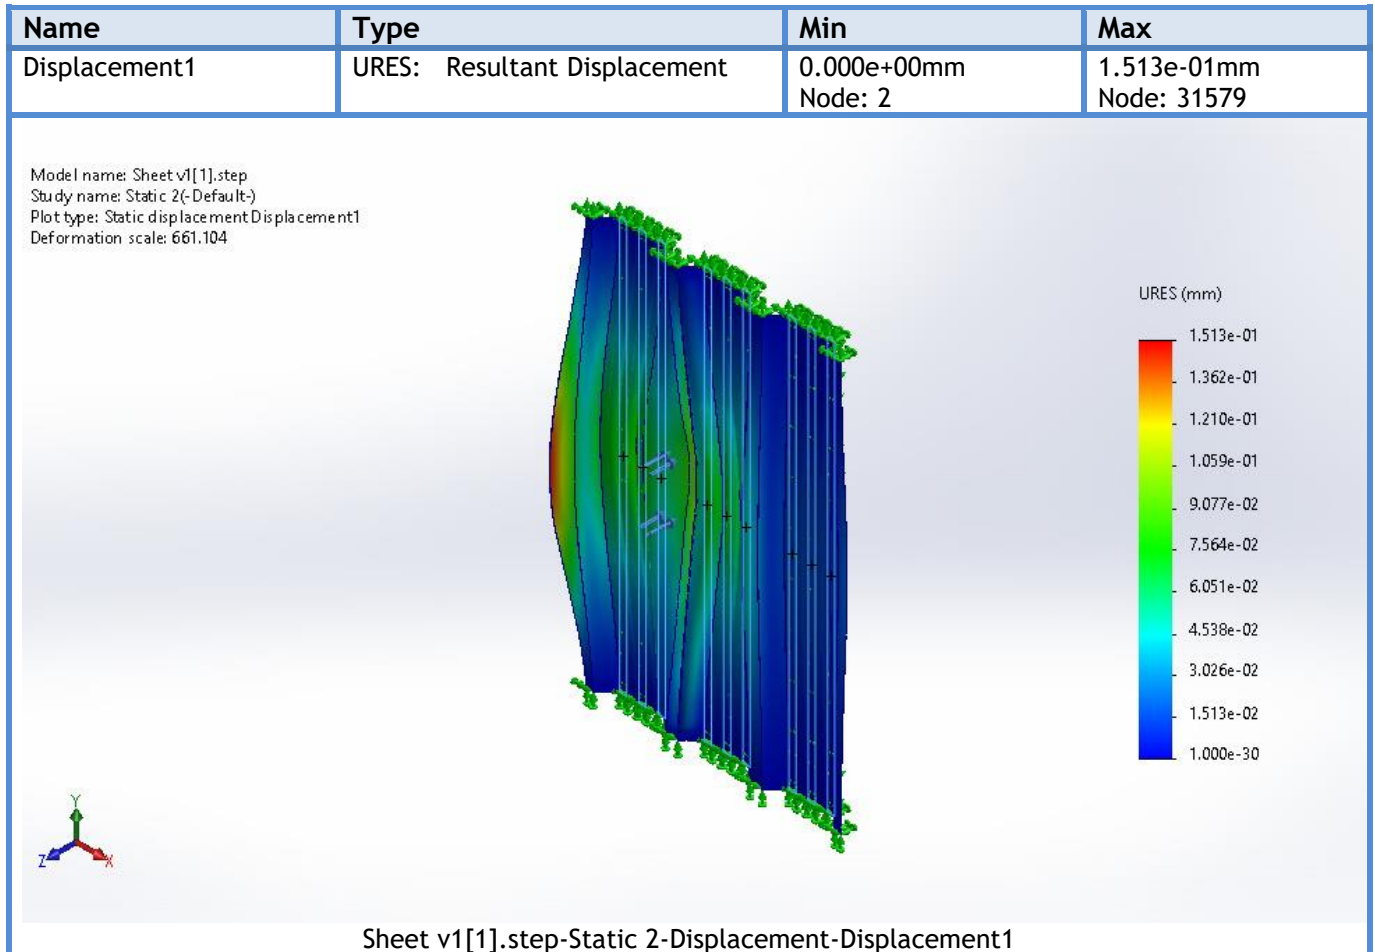 Name Type Min Max
Displacement1 URES: Resultant Displacement 0.000e+00mm 1.513e-01mm
Node: 2 Node: 31579
Model name: Sheet v1[1].step
Study name: Static 2(-Default-)
Plot type: Static displacement Displacement1
Deformation scale: 661.104
URES (mm)
1.513e-01
1.362e-01
1.210e-01
1.059e-01
9.077e-02
7.564e-02
6.051e-02
4.538e-02
3.026e-02
1.513e-02
1.000e-30
Y
Z X
Sheet v1[1].step-Static 2-Displacement-Displacement1